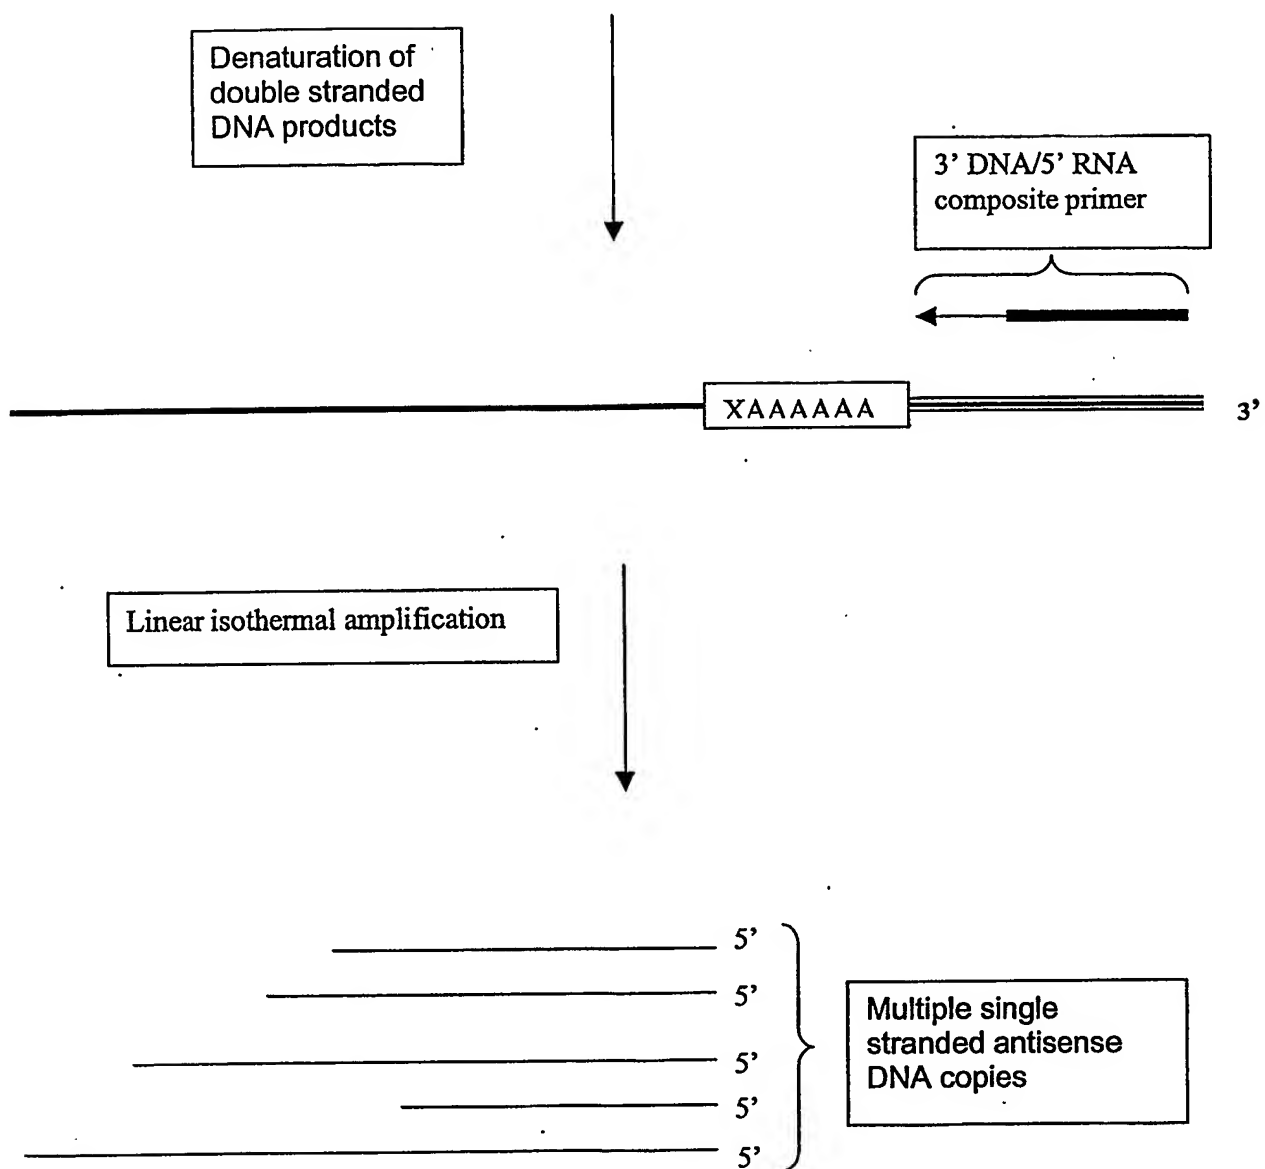 Denaturation of
double stranded
DNA products
3’ DNA/5’ RNA
composite primer
XAAAAAA
3’
Linear isothermal amplification
5’
5’
5’
5’
5’
Multiple single
stranded antisense
DNA copies